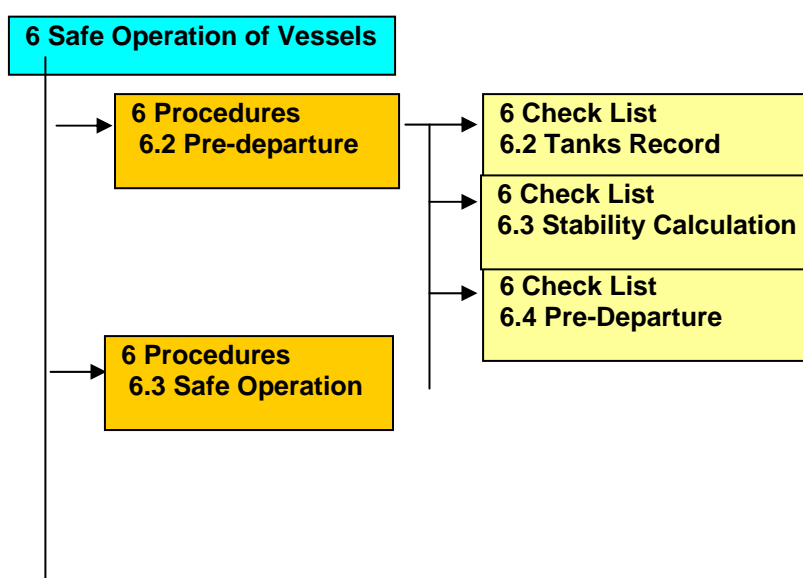 6 Safe Operation of Vessels
6 Procedures
6.2 Pre-departure
6 Check List
6.2 Tanks Record
6 Check List
6.3 Stability Calculation
6 Check List
6.4 Pre-Departure
6 Procedures
6.3 Safe Operation